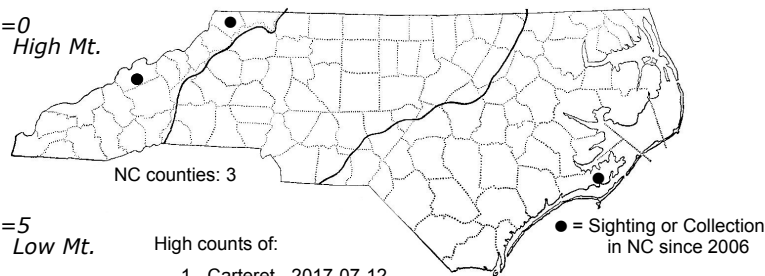 =0
High Mt.
NC counties: 3
● = Sighting or Collection
in NC since 2006
=5
Low Mt.
High counts of:
1 - Carteret - 2017-07-12